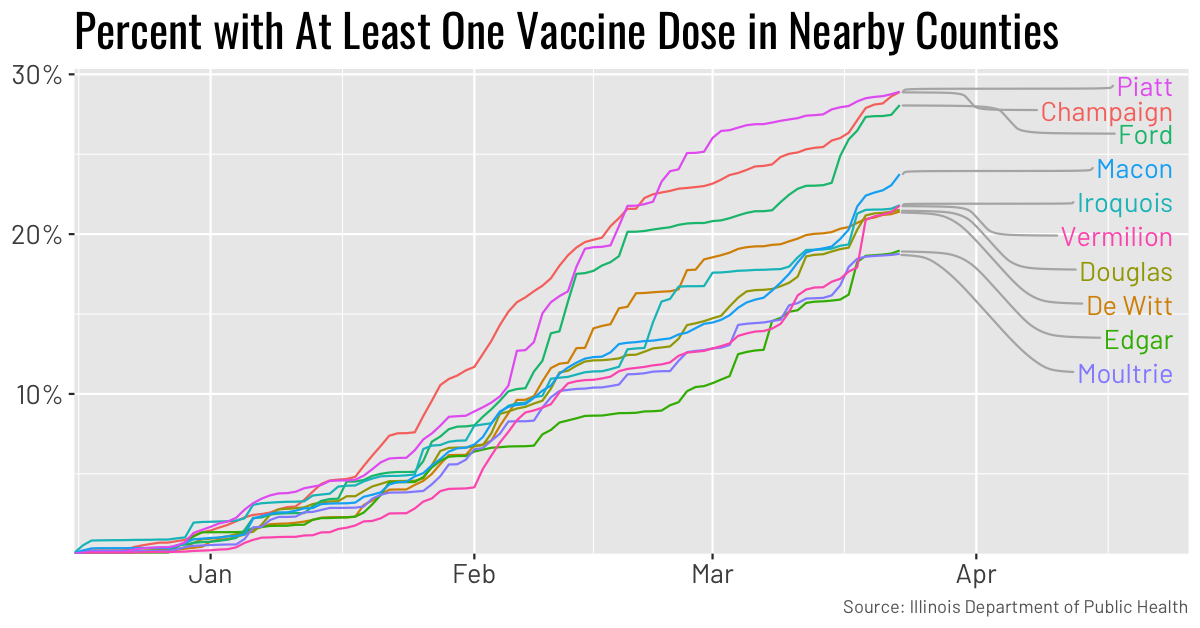 Percent with At Least One Vaccine Dose in Nearby Counties
30%
20%
10%
Piatt
Champaign
Ford
Macon
Iroquois
Vermilion
Douglas
De Witt
Edgar
Moultrie
Jan Feb Mar Apr
Source: Illinois Department of Public Health